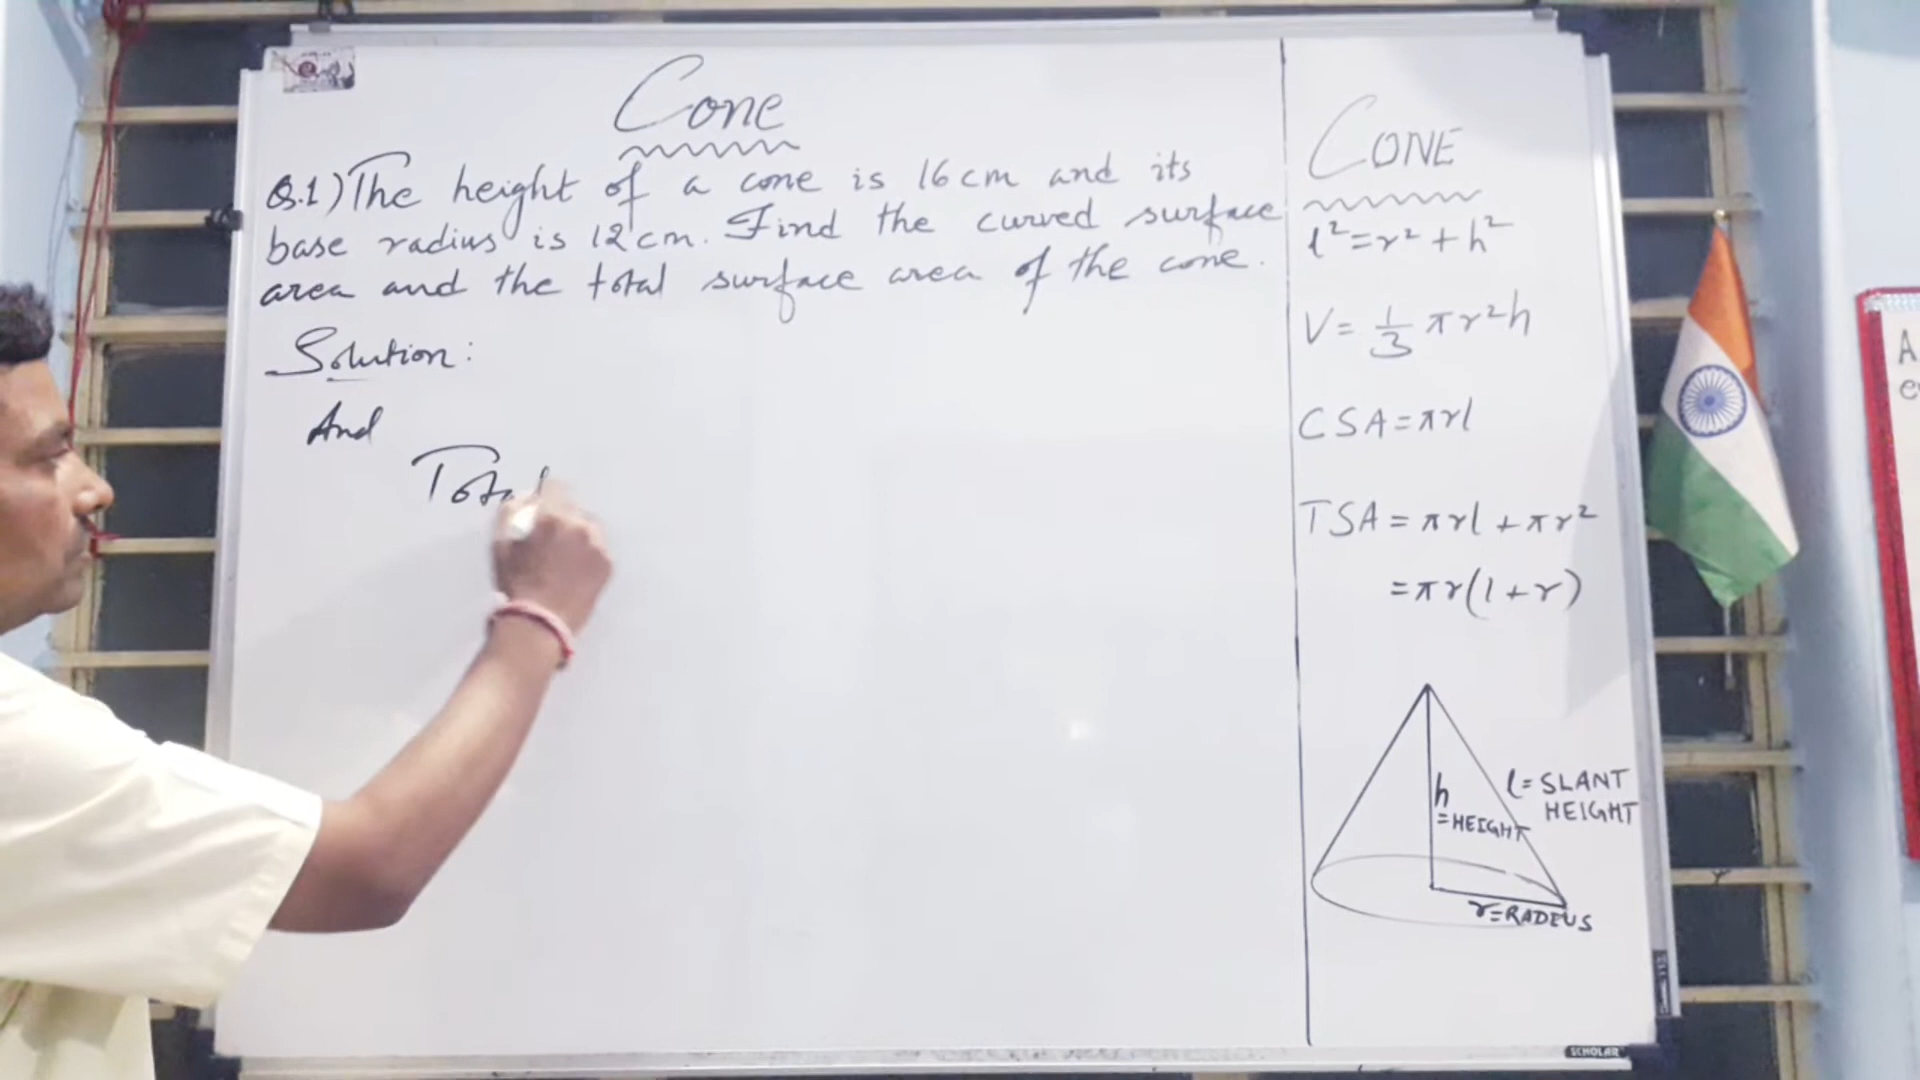 Cone
Q.1) The height of a cone is 16 cm and its
base radius is 12 cm. Find the curved surface
area and the total surface area of the cone.
Solution:
And
Total
CONE
l² = r² + h²
V = 1/3 πr²h
CSA = πrl
TSA = πrl + πr²
= πr(l + r)
h
= HEIGHT
l = SLANT
HEIGHT
r = RADIUS
SCHOLAR
A
e